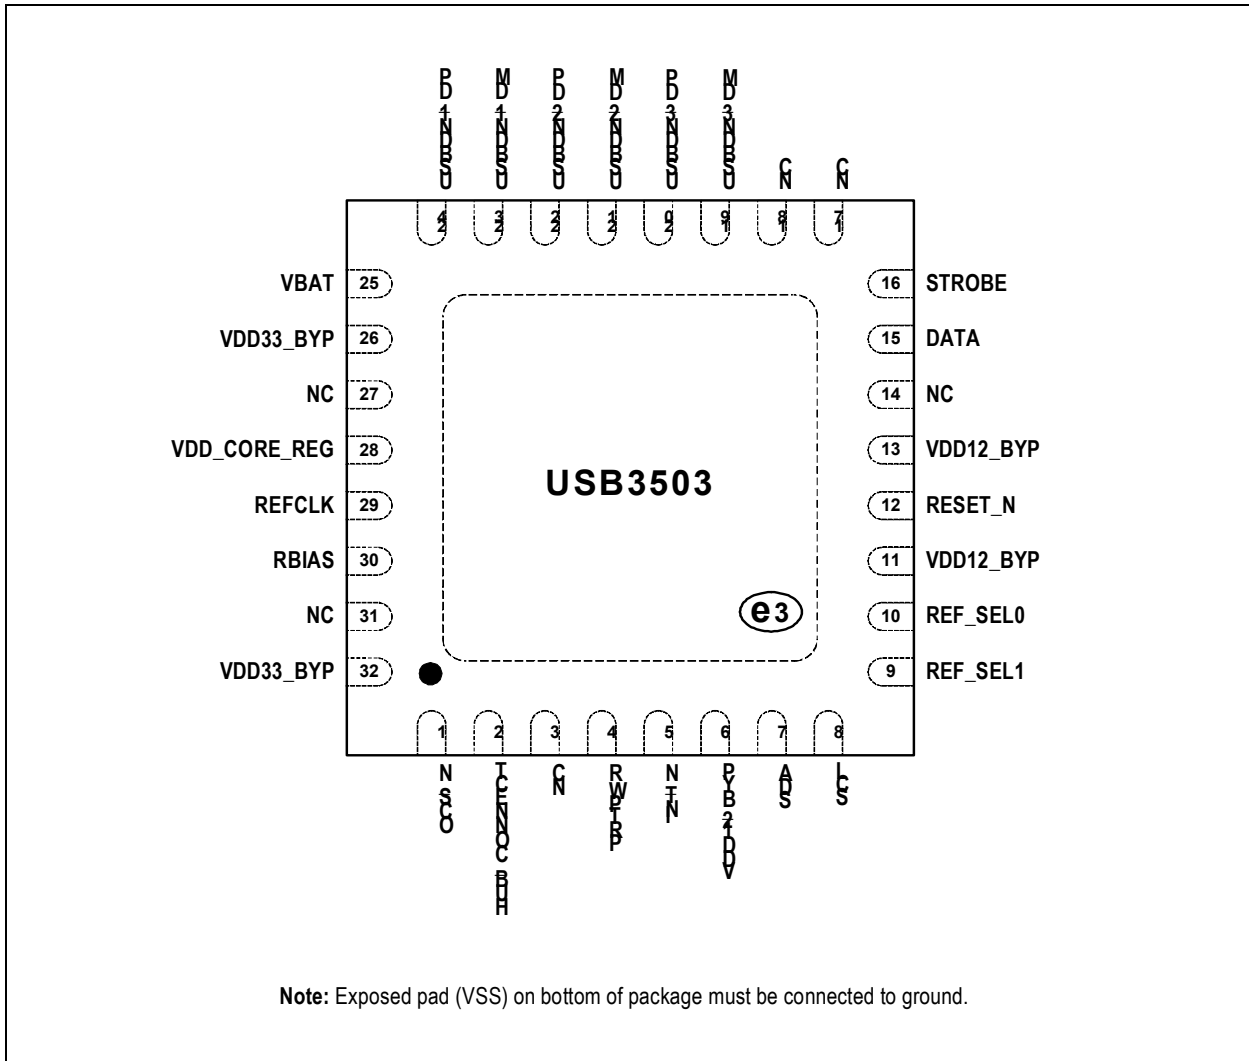 USBDN1_DP
USBDN1_DM
USBDN2_DP
USBDN2_DM
USBDN3_DP
USBDN3_DM
NC
NC
24
23
22
21
20
19
18
17
VBAT 25
VDD33_BYP 26
NC 27
VDD_CORE_REG 28
REFCLK 29
RBIAS 30
NC 31
VDD33_BYP 32
USB3503
e3
16 STROBE
15 DATA
14 NC
13 VDD12_BYP
12 RESET_N
11 VDD12_BYP
10 REF_SEL0
9 REF_SEL1
1
2
3
4
5
6
7
8
OCS_N
HUB_CONNECT
NC
PRTPWR
INT_N
VDD12_BYP
SDA
SCL
Note: Exposed pad (VSS) on bottom of package must be connected to ground.